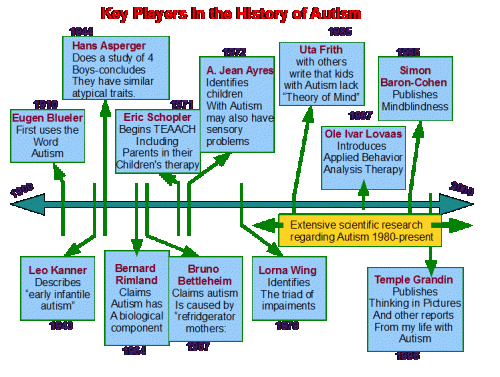 Key Players in the History of Autism
1944
Hans Asperger
Does a study of 4
Boys-concludes
They have similar
atypical traits.
1972
A. Jean Ayres
Identifies
children
With Autism
may also have
sensory
problems
1985
Uta Frith
with others
write that kids
with Autism lack
"Theory of Mind"
1995
Simon
Baron-Cohen
Publishes
Mindblindness
1910
Eugen Blueler
First uses the
Word
Autism
1971
Eric Schopler
Begins TEAACH
Including
Parents in their
Children's therapy
1987
Ole Ivar Lovaas
Introduces
Applied Behavior
Analysis Therapy
1900
2000
Extensive scientific research
regarding Autism 1980-present
Leo Kanner
Describes
"early infantile
autism"
1943
Bernard
Rimland
Claims
Autism has
A biological
component
1964
Bruno
Bettleheim
Claims autism
Is caused by
"refridgerator
mothers:
1967
Lorna Wing
Identifies
The triad of
impaiments
Temple Grandin
Publishes
Thinking in Pictures
And other reports
From my life with
Autism